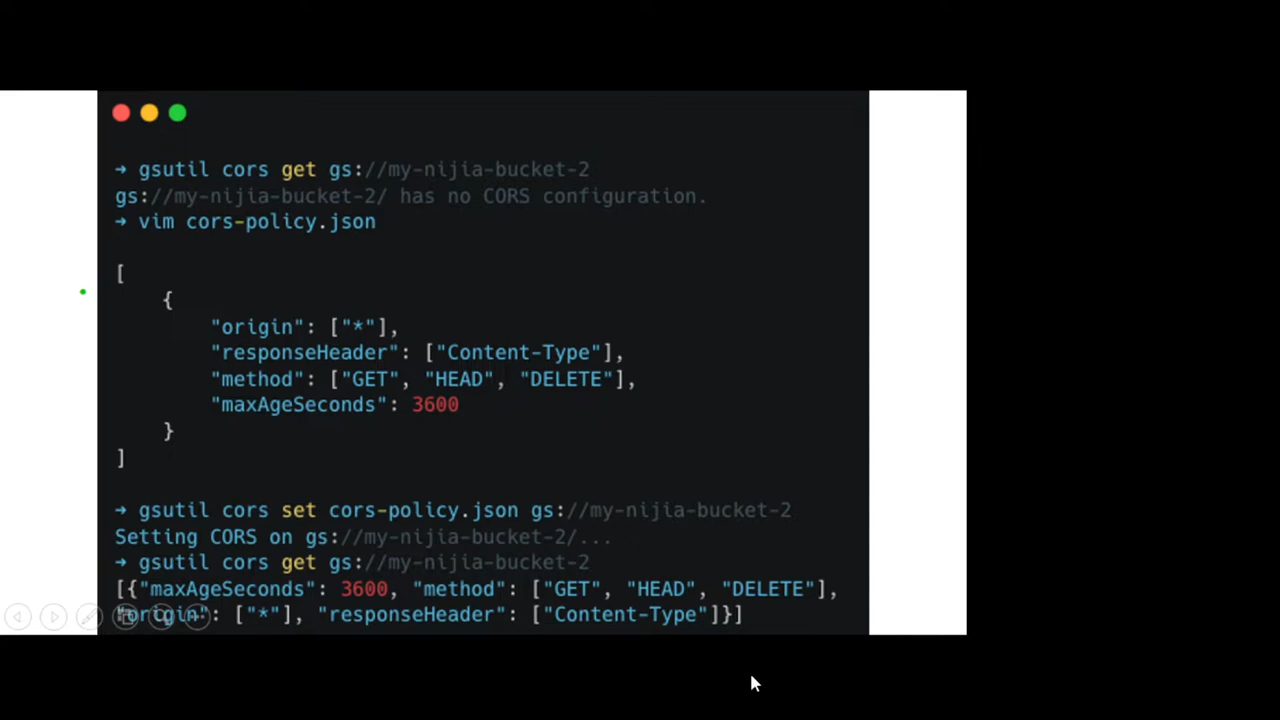 ➜ gsutil cors get gs://my-nijia-bucket-2
gs://my-nijia-bucket-2/ has no CORS configuration.
➜ vim cors-policy.json
[
{
"origin": ["*"],
"responseHeader": ["Content-Type"],
"method": ["GET", "HEAD", "DELETE"],
"maxAgeSeconds": 3600
}
]
➜ gsutil cors set cors-policy.json gs://my-nijia-bucket-2
Setting CORS on gs://my-nijia-bucket-2/...
➜ gsutil cors get gs://my-nijia-bucket-2
[{"maxAgeSeconds": 3600, "method": ["GET", "HEAD", "DELETE"],
"origin": ["*"], "responseHeader": ["Content-Type"]}]